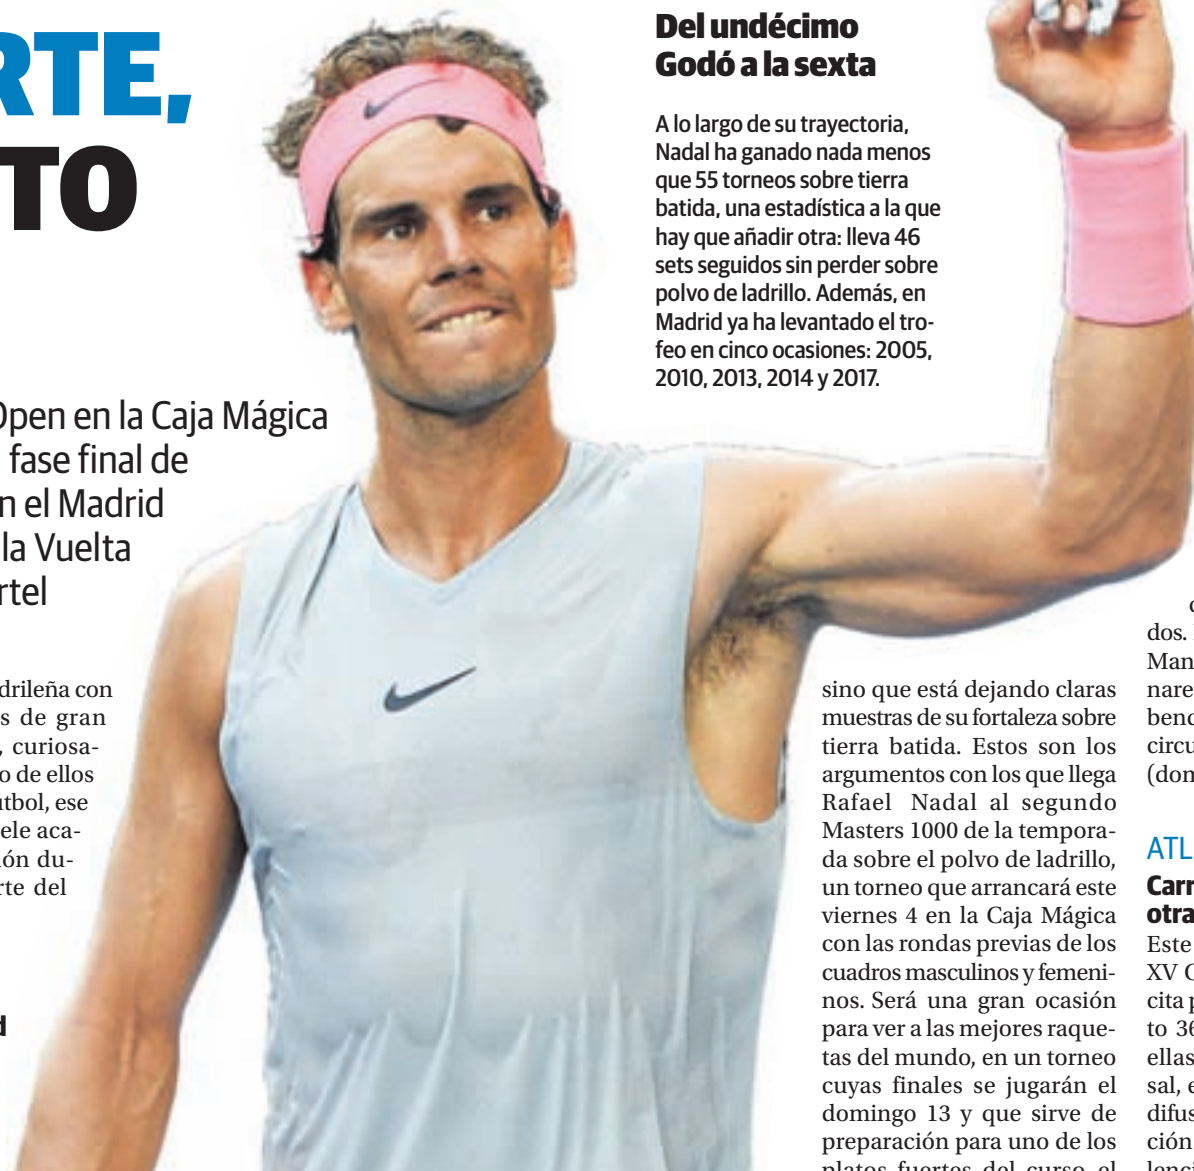 RTE,
TO
Open en la Caja Mágica
fase final de
n el Madrid
la Vuelta
rtel
drileña con
s de gran
, curiosa-
o de ellos
útbol, ese
ele aca-
ión du-
rte del
d
Del undécimo
Godó a la sexta
A lo largo de su trayectoria,
Nadal ha ganado nada menos
que 55 torneos sobre tierra
batida, una estadística a la que
hay que añadir otra: lleva 46
sets seguidos sin perder sobre
polvo de ladrillo. Además, en
Madrid ya ha levantado el tro-
feo en cinco ocasiones: 2005,
2010, 2013, 2014 y 2017.
sino que está dejando claras
muestras de su fortaleza sobre
tierra batida. Estos son los
argumentos con los que llega
Rafael Nadal al segundo
Masters 1000 de la tempora-
da sobre el polvo de ladrillo,
un torneo que arrancará este
viernes 4 en la Caja Mágica
con las rondas previas de los
cuadros masculinos y femeni-
nos. Será una gran ocasión
para ver a las mejores raque-
tas del mundo, en un torneo
cuyas finales se jugarán el
domingo 13 y que sirve de
preparación para uno de los
platos fuertes del curso, el
dos.
Man
nare
benc
circu
(dom
ATL
Carr
otra
Este
XV C
cita p
to 36
ellas
sal, e
difus
ción,
lenci